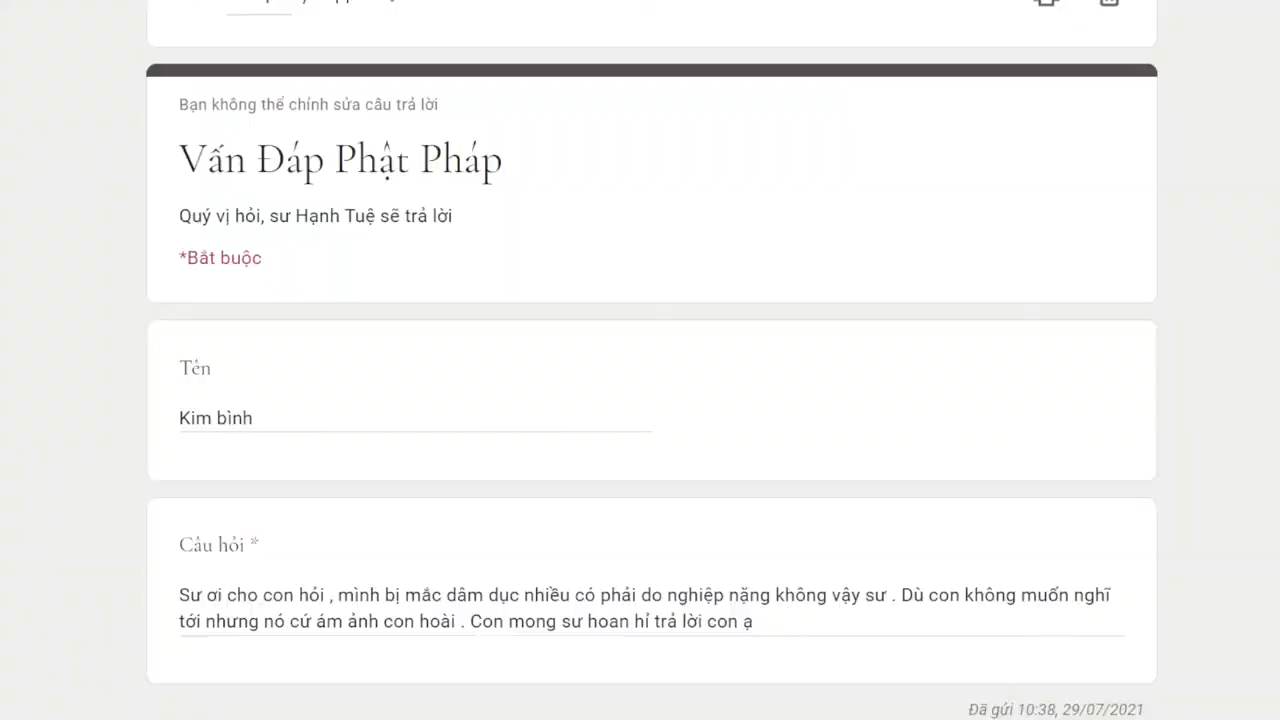 Bạn không thể chỉnh sửa câu trả lời
Vấn Đáp Phật Pháp
Quý vị hỏi, sư Hạnh Tuệ sẽ trả lời
*Bắt buộc
Tên
Kim bình
Câu hỏi *
Sư ơi cho con hỏi , mình bị mắc dâm dục nhiều có phải do nghiệp nặng không vậy sư . Dù con không muốn nghĩ
tới nhưng nó cứ ám ảnh con hoài . Con mong sư hoan hỉ trả lời con ạ
Đã gửi 10:38, 29/07/2021